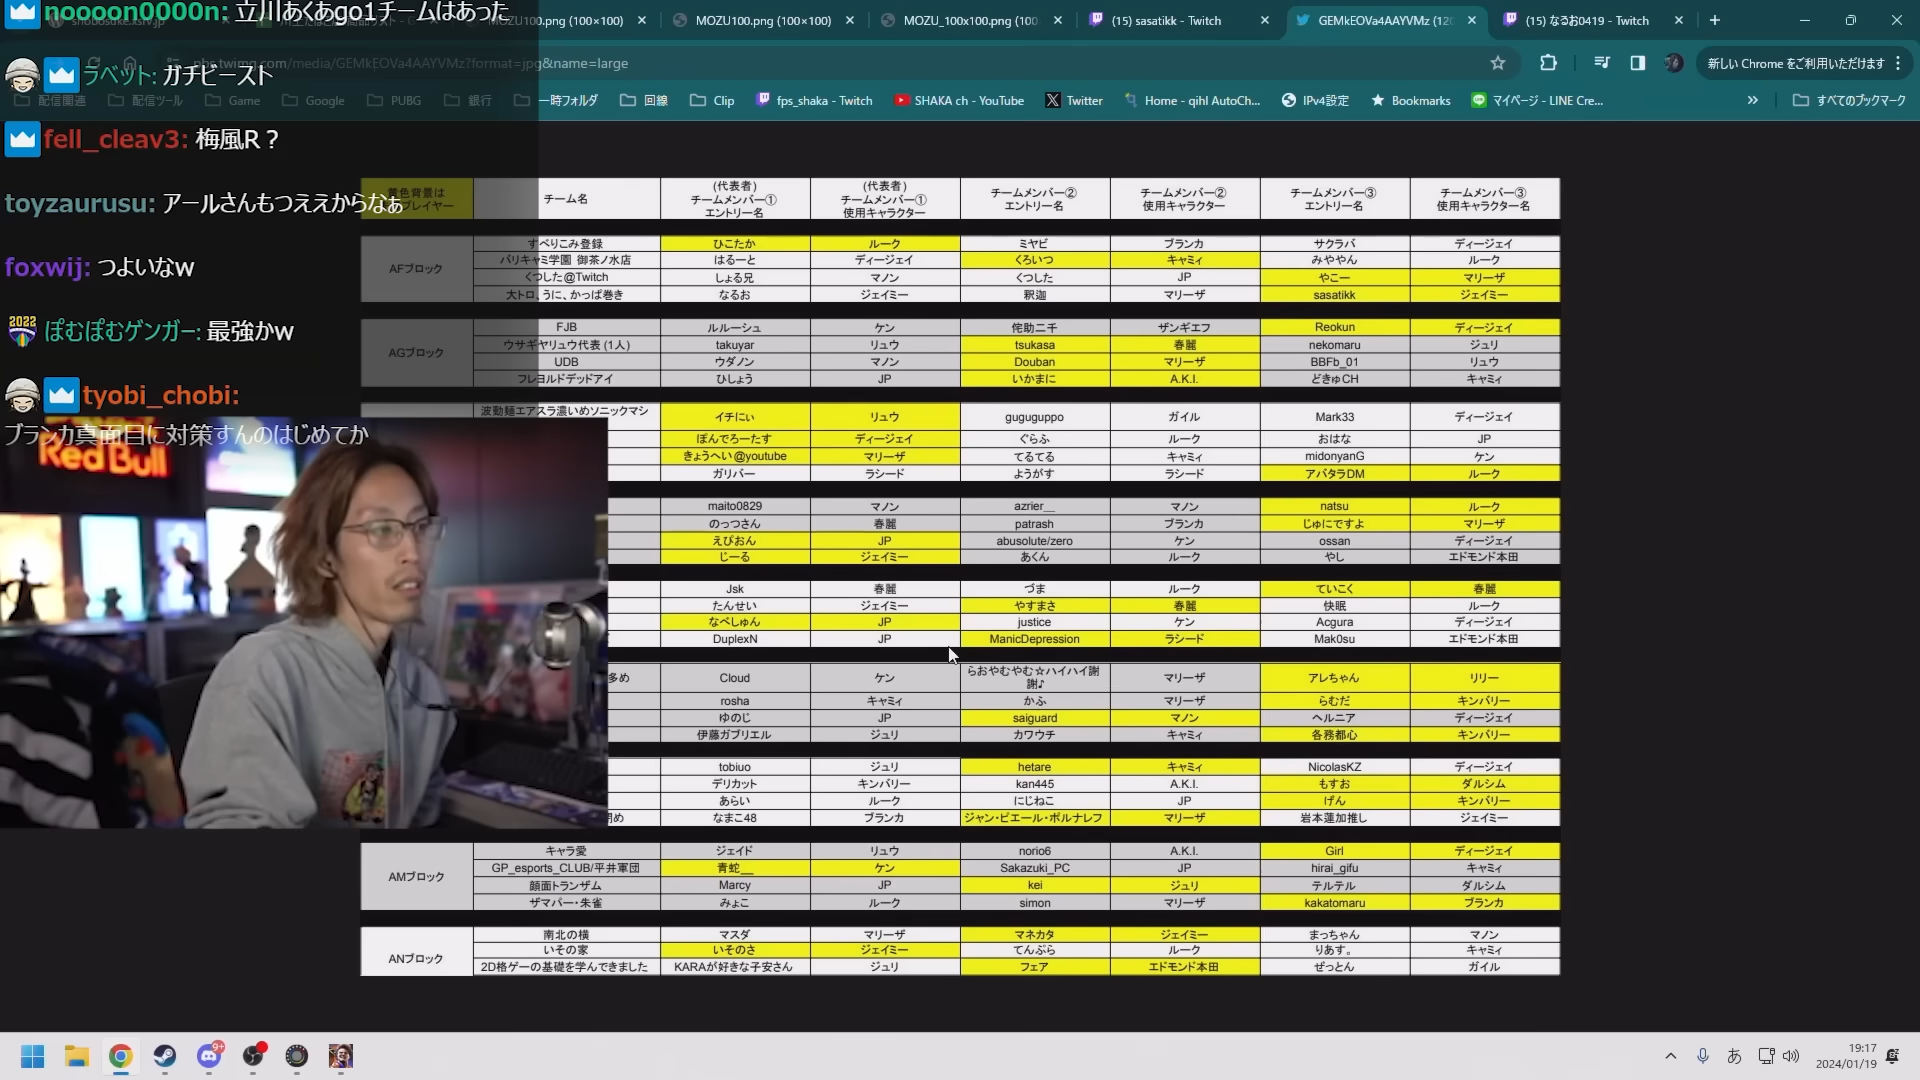 noooon0000n: 立川あくあgo1チームはあった
MOZU100.png (100×100)
MOZU100.png (100×100)
MOZU_100x100.png (100
(15) sasatikk - Twitch
GEMkEOVa4AAYVMz (120
(15) なるお0419 - Twitch
pbs.twimg.com/media/GEMkEOVa4AAYVMz?format=jpg&name=large
新しい Chrome をご利用いただけます
ラベット: ガチビースト
配信関連
配信ツール
Game
Google
PUBG
銀行
一時フォルダ
回線
Clip
fps_shaka - Twitch
SHAKA ch - YouTube
Twitter
Home - qihl AutoCh...
IPv4設定
Bookmarks
マイページ - LINE Cre...
すべてのブックマーク
fell_cleav3: 梅風R？
toyzaurusu: アールさんもつええからなぁ
foxwij: つよいなw
2022
ぽむぽむゲンガー: 最強かw
tyobi_chobi:
ブランカ真面目に対策すんのはじめてか
Red Bull
黄色背景は
プレイヤー
チーム名
(代表者) チームメンバー① エントリー名
(代表者) チームメンバー① 使用キャラクター
チームメンバー② エントリー名
チームメンバー② 使用キャラクター
チームメンバー③ エントリー名
チームメンバー③ 使用キャラクター名
AFブロック
すべりこみ登録 ひこたか ルーク ミヤビ ブランカ サクラバ ディージェイ
バリキャミ学園 御茶ノ水店 はるーと ディージェイ くろいつ キャミィ みややん ルーク
くつした@Twitch しょる兄 マノン くつした JP やこー マリーザ
大トロ、うに、かっぱ巻き なるお ジェイミー 釈迦 マリーザ sasatikk ジェイミー
AGブロック
FJB ルルーシュ ケン 侘助二千 ザンギエフ Reokun ディージェイ
ウサギヤリュウ代表 (1人) takuyar リュウ tsukasa 春麗 nekomaru ジュリ
UDB ウダノン マノン Douban マリーザ BBFb_01 リュウ
フレヨルドデッドアイ ひしょう JP いかまに A.K.I. どきゅCH キャミィ
波動麺エアスラ濃いめソニックマシ イチにぃ リュウ guguguppo ガイル Mark33 ディージェイ
ぽんでろーたす ディージェイ ぐらふ ルーク おはな JP
きょうへい@youtube マリーザ てるてる キャミィ midonyanG ケン
ガリバー ラシード ようがす ラシード アバタラDM ルーク
maito0829 マノン azrier__ マノン natsu ルーク
のっつさん 春麗 patrash ブランカ じゅにですよ マリーザ
えびおん JP abusolute/zero ケン ossan ディージェイ
じーる ジェイミー あくん ルーク やし エドモンド本田
Jsk 春麗 づま ルーク ていこく 春麗
たんせい ジェイミー やすまさ 春麗 快眠 ルーク
なべしゅん JP justice ケン Acgura ディージェイ
DuplexN JP ManicDepression ラシード Mak0su エドモンド本田
多め Cloud ケン らおやむやむ☆ハイハイ謝謝♪ マリーザ アレちゃん リリー
rosha キャミィ かふ マリーザ らむだ キンバリー
ゆのじ JP saiguard マノン ヘルニア ディージェイ
伊藤ガブリエル ジュリ カワウチ キャミィ 各務都心 キンバリー
tobiuo ジュリ hetare キャミィ NicolasKZ ディージェイ
デリカット キンバリー kan445 A.K.I. もすお ダルシム
あらい ルーク にじねこ JP げん キンバリー
なまこ48 ブランカ ジャン・ピエール・ポルナレフ マリーザ 岩本蓮加推し ジェイミー
AMブロック
キャラ愛 ジェイド リュウ norio6 A.K.I. Girl ディージェイ
GP_esports_CLUB/平井軍団 青蛇__ ケン Sakazuki_PC JP hirai_gifu キャミィ
顔面トランザム Marcy JP kei ジュリ テルテル ダルシム
ザマパー・朱雀 みょこ ルーク simon マリーザ kakatomaru ブランカ
ANブロック
南北の横 マスダ マリーザ マネカタ ジェイミー まっちゃん マノン
いその家 いそのさ ジェイミー てんぷら ルーク りあす。 キャミィ
2D格ゲーの基礎を学んできました KARAが好きな子安さん ジュリ フェア エドモンド本田 ぜっとん ガイル
9+
あ
19:17
2024/01/19